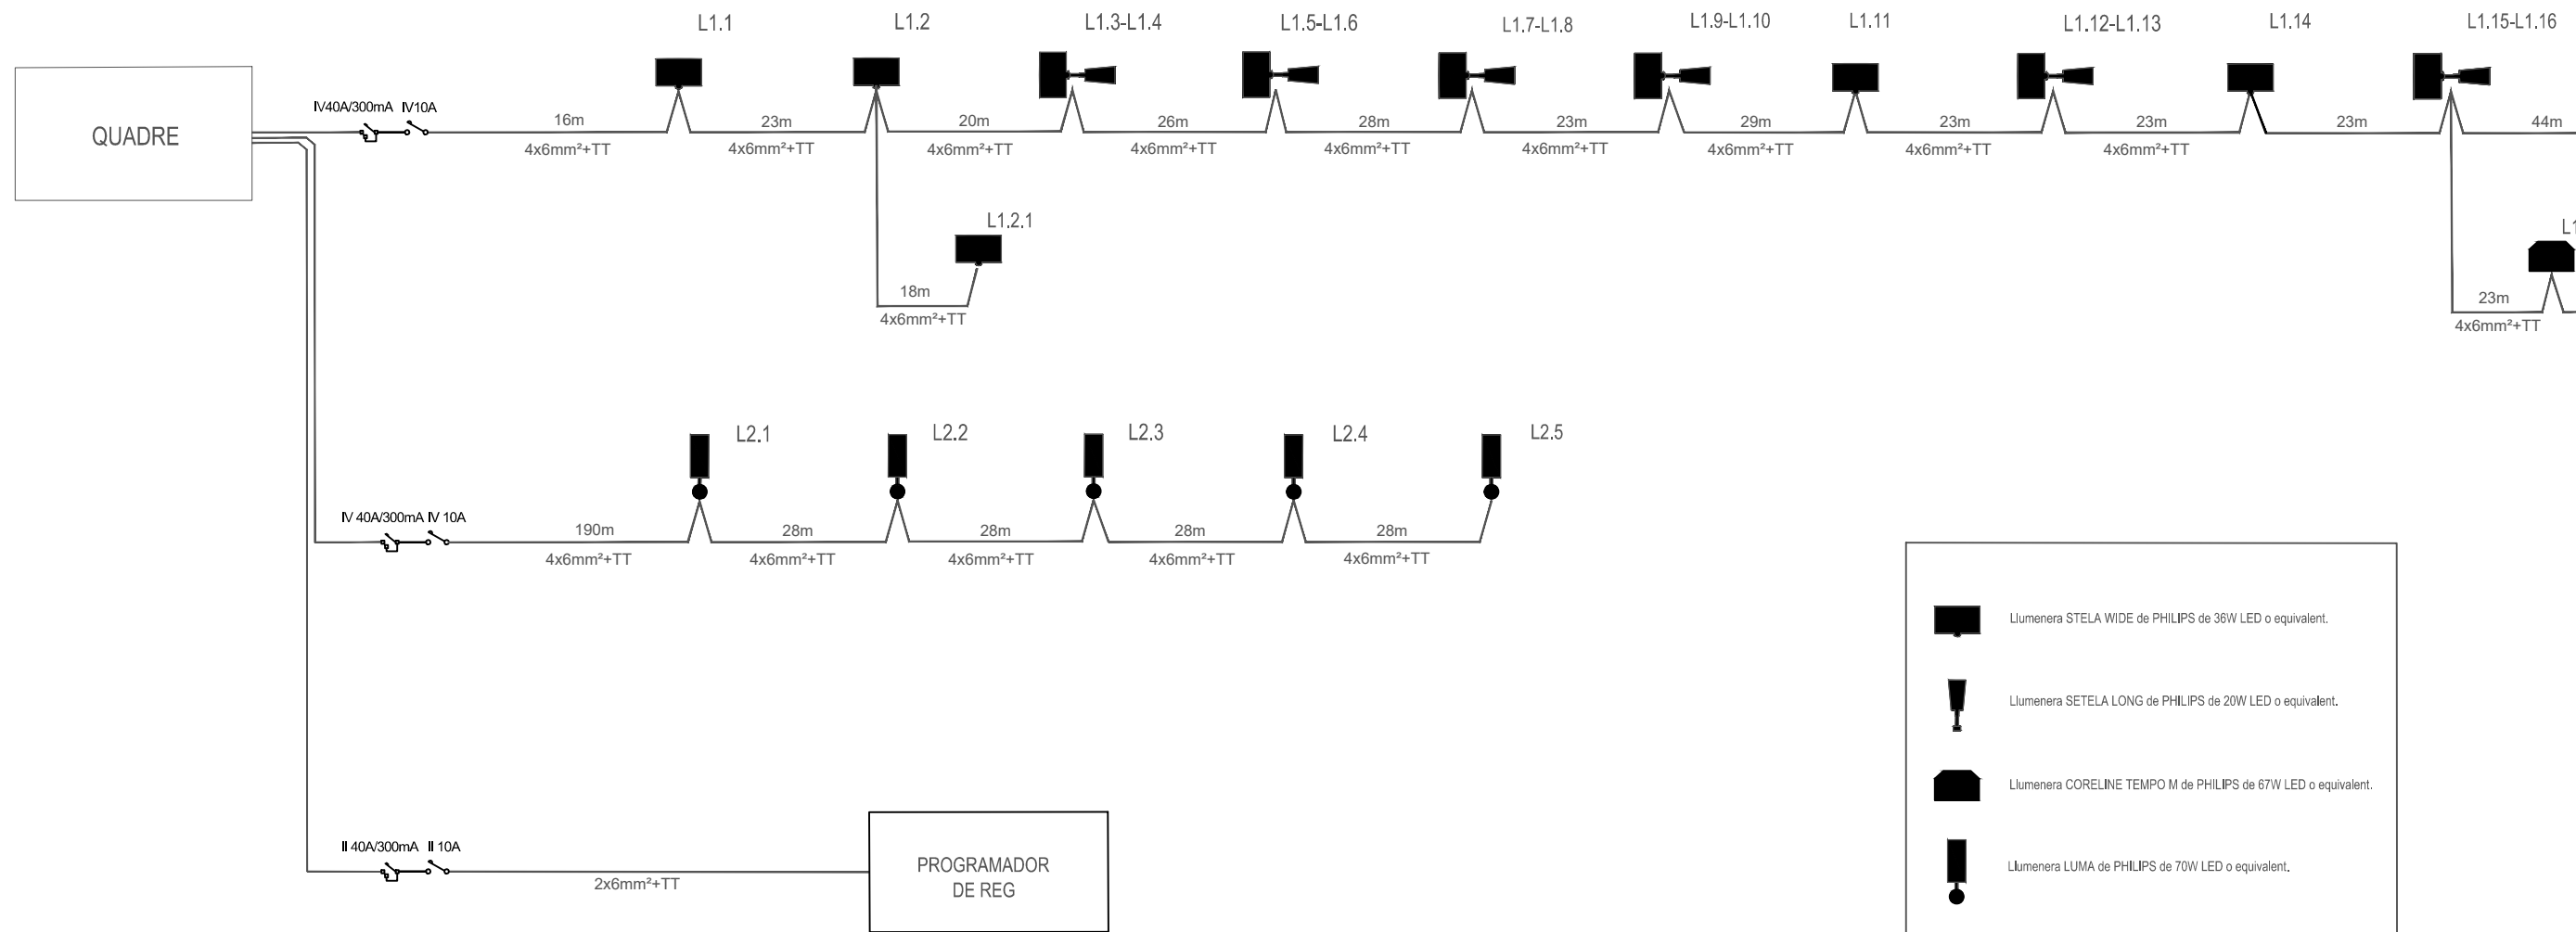 L1.1
L1.2
L1.3-L1.4
L1.5-L1.6
L1.7-L1.8
L1.9-L1.10
L1.11
L1.12-L1.13
L1.14
L1.15-L1.16
QUADRE
IV40A/300mA IV10A
16m
23m
20m
26m
28m
23m
29m
23m
23m
23m
44m
4x6mm²+TT
4x6mm²+TT
4x6mm²+TT
4x6mm²+TT
4x6mm²+TT
4x6mm²+TT
4x6mm²+TT
4x6mm²+TT
4x6mm²+TT
L1.2.1
18m
4x6mm²+TT
23m
4x6mm²+TT
L2.1
L2.2
L2.3
L2.4
L2.5
IV 40A/300mA IV 10A
190m
28m
28m
28m
28m
4x6mm²+TT
4x6mm²+TT
4x6mm²+TT
4x6mm²+TT
4x6mm²+TT
Llumenera STELA WIDE de PHILIPS de 36W LED o equivalent.
Llumenera SETELA LONG de PHILIPS de 20W LED o equivalent.
Llumenera CORELINE TEMPO M de PHILIPS de 67W LED o equivalent.
Llumenera LUMA de PHILIPS de 70W LED o equivalent.
II 40A/300mA II 10A
2x6mm²+TT
PROGRAMADOR
DE REG